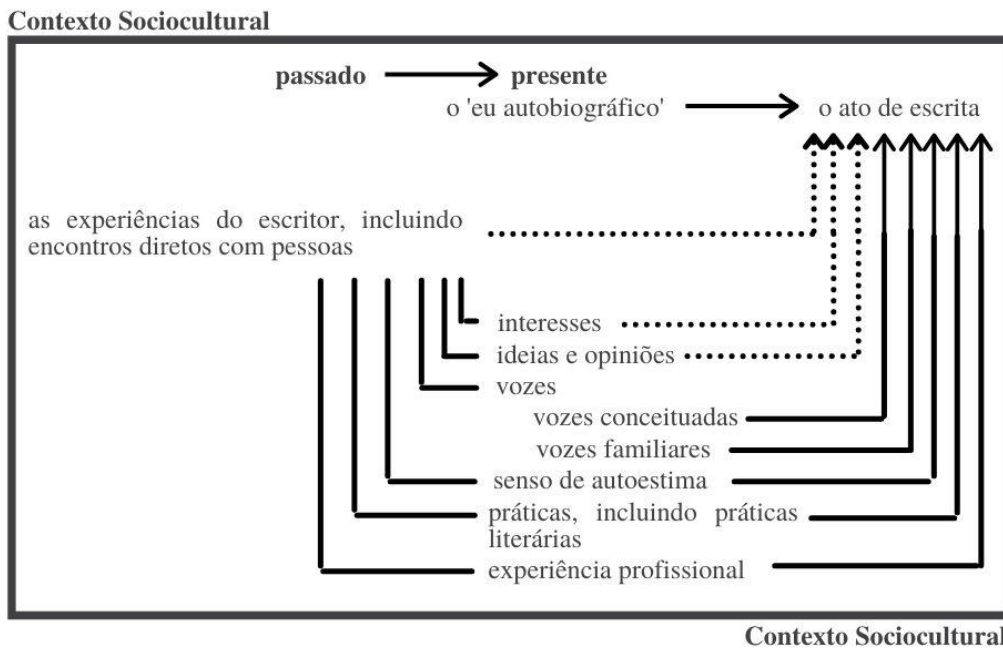 Contexto Sociocultural
passado presente
o 'eu autobiográfico' o ato de escrita
as experiências do escritor, incluindo
encontros diretos com pessoas
interesses
ideias e opiniões
vozes
vozes conceituadas
vozes familiares
senso de autoestima
práticas, incluindo práticas
literárias
experiência profissional
Contexto Sociocultural